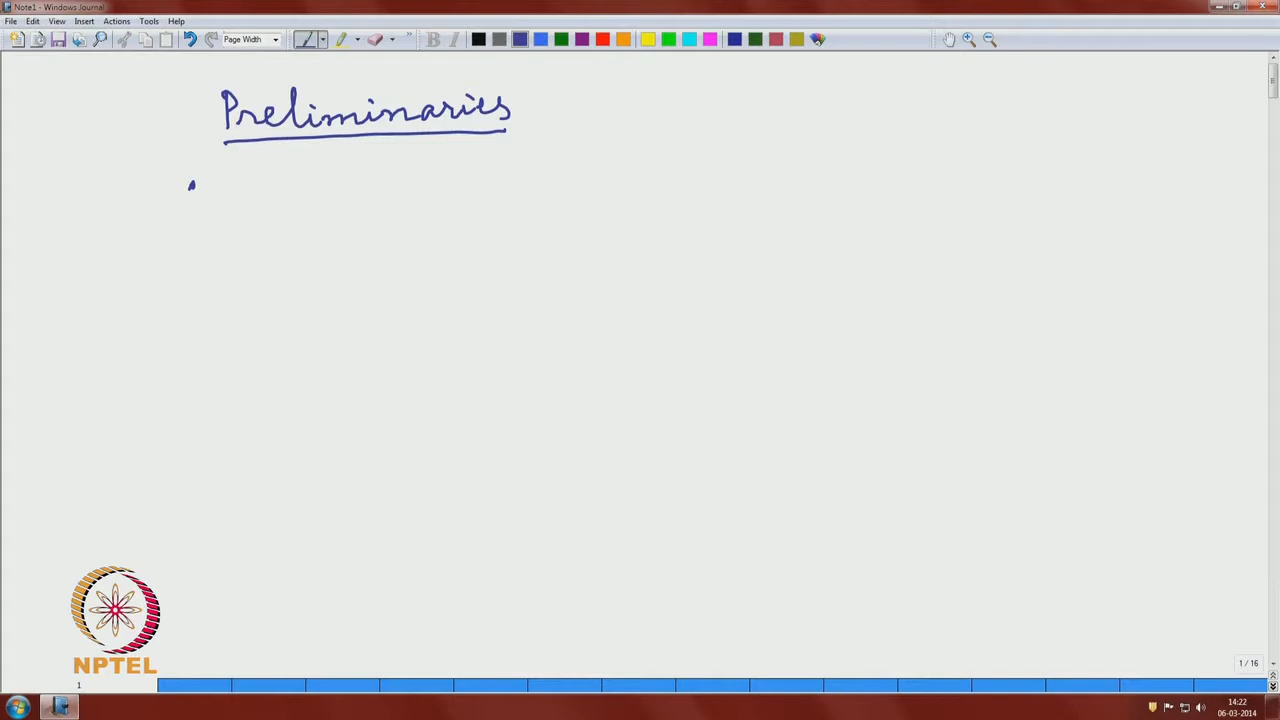 Note1 - Windows Journal
File Edit View Insert Actions Tools Help
Page Width
B I
Preliminaries
NPTEL
1 / 16
1
14:22
06-03-2014